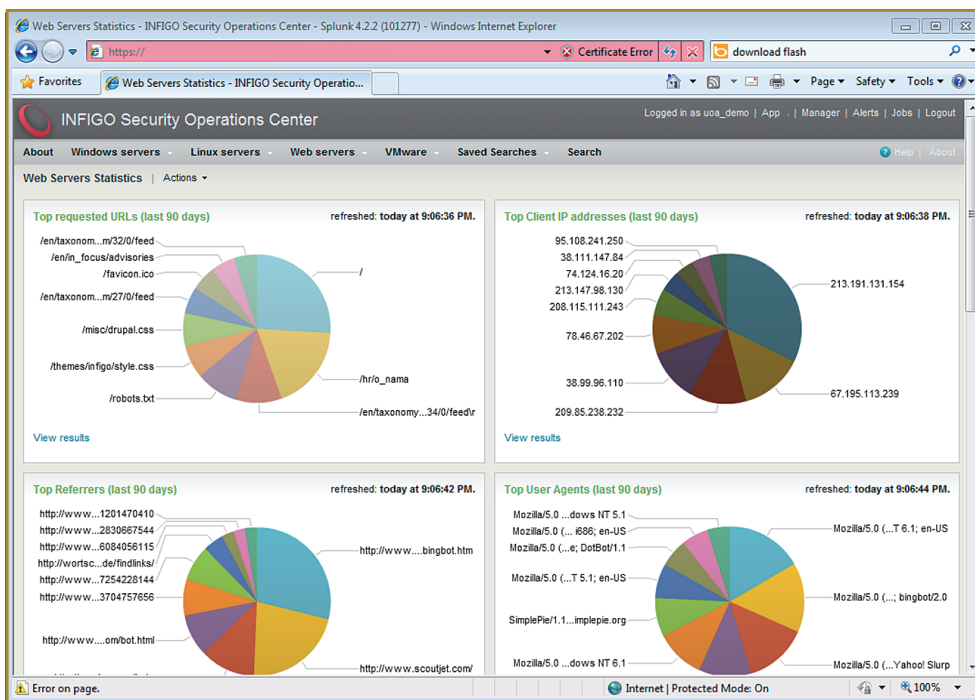 Web Servers Statistics - INFIGO Security Operations Center - Splunk 4.2.2 (101277) - Windows Internet Explorer
https://
Certificate Error
download flash
Favorites
Web Servers Statistics - INFIGO Security Operatio...
Page Safety Tools
INFIGO Security Operations Center
Logged in as uoa_demo | App | Manager | Alerts | Jobs | Logout
About Windows servers Linux servers Web servers VMware Saved Searches Search
Help | About
Web Servers Statistics | Actions
Top requested URLs (last 90 days)
refreshed: today at 9:06:36 PM.
/en/taxonom...m/32/0/feed
/en/in_focus/advisories
/favicon.ico
/en/taxonom...m/27/0/feed
/misc/drupal.css
/themes/infigo/style.css
/robots.txt
/
/hr/o_nama
/en/taxonomy...34/0/feed\r
View results
Top Client IP addresses (last 90 days)
refreshed: today at 9:06:38 PM.
95.108.241.250
38.111.147.84
74.124.16.20
213.147.98.130
208.115.111.243
78.46.67.202
38.99.96.110
209.85.238.232
213.191.131.154
67.195.113.239
View results
Top Referrers (last 90 days)
refreshed: today at 9:06:42 PM.
http://www...1201470410
http://www...2830667544
http://www...6084056115
http://wortsc...de/findlinks/
http://www...7254228144
http://www...3704757656
http://www...om/bot.html
http://www....bingbot.htm
http://www.scoutjet.com/
Top User Agents (last 90 days)
refreshed: today at 9:06:44 PM.
Mozilla/5.0 ...dows NT 5.1
Mozilla/5.0 (... i686; en-US
Mozilla/5.0 (...e; DotBot/1.1
Mozilla/5.0 (...T 5.1; en-US
SimplePie/1.1...implepie.org
Mozilla/5.0 ...dows NT 6.1
Mozilla/5.0 (...T 6.1; en-US
Mozilla/5.0 (...; bingbot/2.0
Mozilla/5.0 (...Yahoo! Slurp
Error on page.
Internet | Protected Mode: On
100%